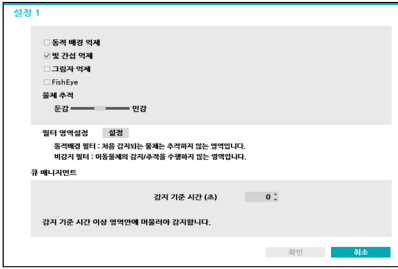 설정 1
동적 배경 억제
빛 간섭 억제
그림자 억제
FishEye
물체 추적
둔감 민감
필터 영역설정 설정
동적배경 필터 : 처음 감지되는 물체는 추적하지 않는 영역입니다.
비감지 필터 : 이동물체의 감지/추적을 수행하지 않는 영역입니다.
큐 매니지먼트
감지 기준 시간 (초) 0
감지 기준 시간 이상 영역안에 머물러야 감지합니다.
확인 취소